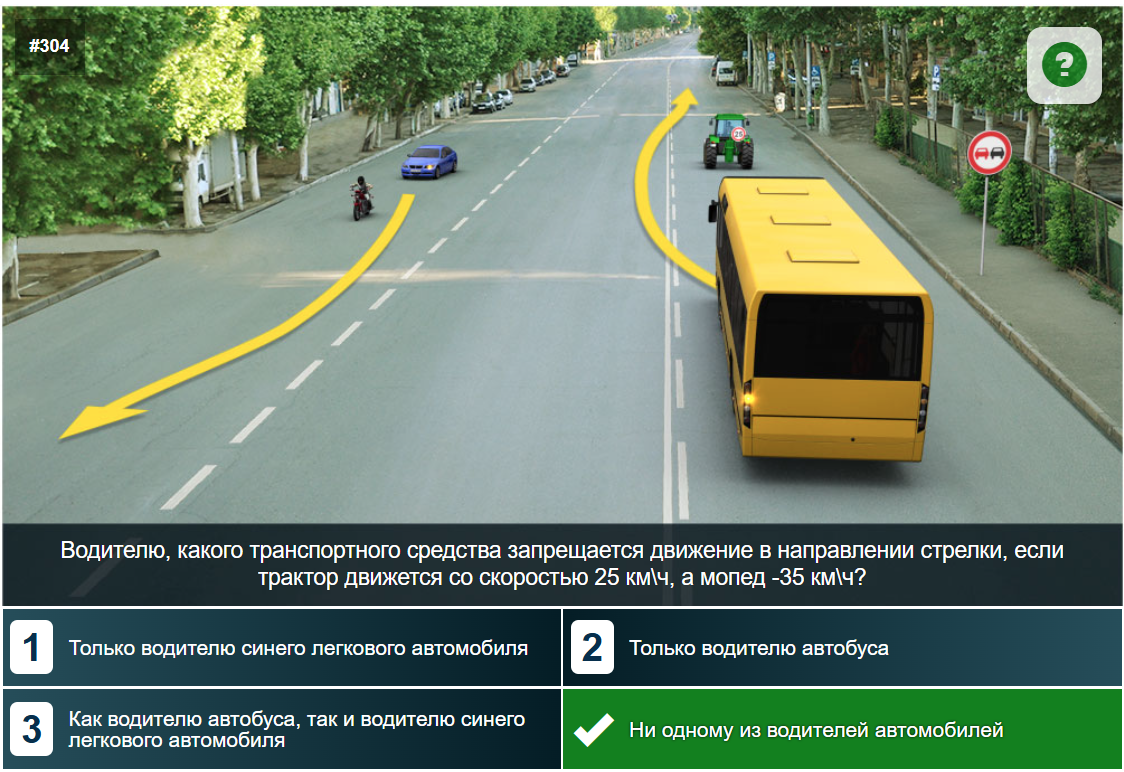 #304
?
25
Водителю, какого транспортного средства запрещается движение в направлении стрелки, если
трактор движется со скоростью 25 км\ч, а мопед -35 км\ч?
1
Только водителю синего легкового автомобиля
2
Только водителю автобуса
3
Как водителю автобуса, так и водителю синего
легкового автомобиля
Ни одному из водителей автомобилей